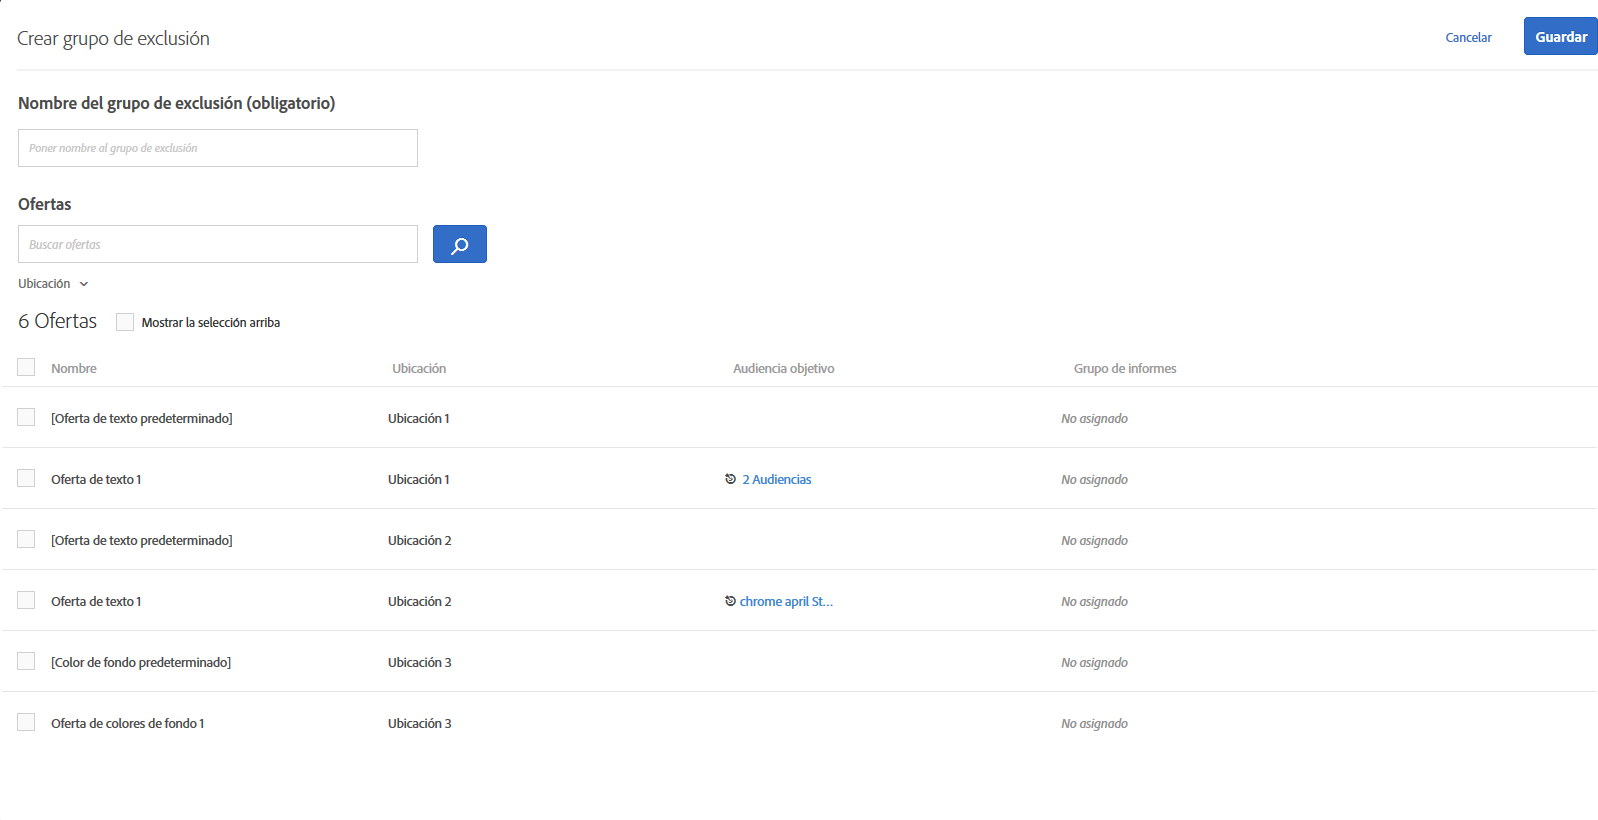 Crear grupo de exclusión
Cancelar
Guardar
Nombre del grupo de exclusión (obligatorio)
Poner nombre al grupo de exclusión
Ofertas
Buscar ofertas
Ubicación
6 Ofertas Mostrar la selección arriba
Nombre Ubicación Audiencia objetivo Grupo de informes
[Oferta de texto predeterminado] Ubicación 1 No asignado
Oferta de texto 1 Ubicación 1 2 Audiencias No asignado
[Oferta de texto predeterminado] Ubicación 2 No asignado
Oferta de texto 1 Ubicación 2 chrome april St... No asignado
[Color de fondo predeterminado] Ubicación 3 No asignado
Oferta de colores de fondo 1 Ubicación 3 No asignado